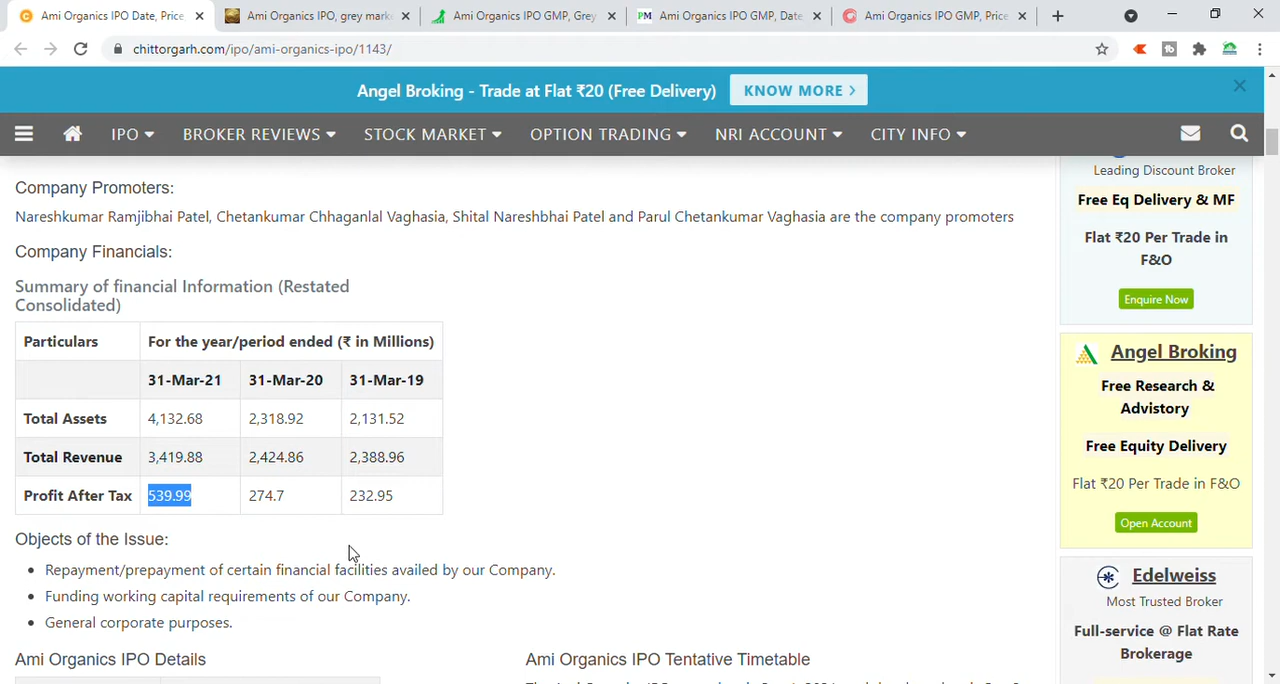 Ami Organics IPO Date, Price,
Ami Organics IPO, grey mark
Ami Organics IPO GMP, Grey
PM Ami Organics IPO GMP, Date
Ami Organics IPO GMP, Price
chittorgarh.com/ipo/ami-organics-ipo/1143/
Angel Broking - Trade at Flat ₹20 (Free Delivery)
KNOW MORE >
IPO
BROKER REVIEWS
STOCK MARKET
OPTION TRADING
NRI ACCOUNT
CITY INFO
Company Promoters:
Nareshkumar Ramjibhai Patel, Chetankumar Chhaganlal Vaghasia, Shital Nareshbhai Patel and Parul Chetankumar Vaghasia are the company promoters
Company Financials:
Summary of financial Information (Restated
Consolidated)
Particulars For the year/period ended (₹ in Millions)
31-Mar-21 31-Mar-20 31-Mar-19
Total Assets 4,132.68 2,318.92 2,131.52
Total Revenue 3,419.88 2,424.86 2,388.96
Profit After Tax 539.99 274.7 232.95
Objects of the Issue:
• Repayment/prepayment of certain financial facilities availed by our Company.
• Funding working capital requirements of our Company.
• General corporate purposes.
Ami Organics IPO Details
Ami Organics IPO Tentative Timetable
Leading Discount Broker
Free Eq Delivery & MF
Flat ₹20 Per Trade in
F&O
Enquire Now
Angel Broking
Free Research &
Advistory
Free Equity Delivery
Flat ₹20 Per Trade in F&O
Open Account
Edelweiss
Most Trusted Broker
Full-service @ Flat Rate
Brokerage